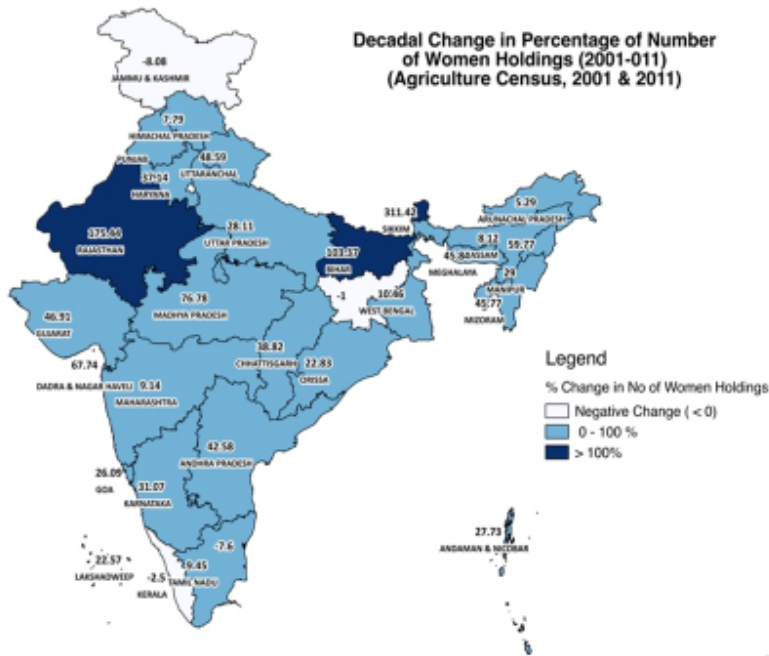 Decadal Change in Percentage of Number
of Women Holdings (2001-011)
(Agriculture Census, 2001 & 2011)
-8.08
JAMMU & KASHMIR
7.79
HIMACHAL PRADESH
PUNJAB
37.14
HARYANA
48.59
UTTARANCHAL
175.66
RAJASTHAN
28.11
UTTAR PRADESH
103.37
BIHAR
311.42
SIKKIM
5.29
ARUNACHAL PRADESH
8.12
ASSAM
59.77
45.84
MEGHALAYA
29
MANIPUR
45.77
MIZORAM
46.91
GUJARAT
76.78
MADHYA PRADESH
-1
10.46
WEST BENGAL
38.82
CHHATTISGARH
22.83
ORISSA
67.74
DADRA & NAGAR HAVELI
9.14
MAHARASHTRA
42.58
ANDHRA PRADESH
26.09
GOA
31.07
KARNATAKA
22.57
LAKSHADWEEP
-2.5
KERALA
-7.6
9.45
TAMIL NADU
27.73
ANDAMAN & NICOBAR
Legend
% Change in No of Women Holdings
Negative Change ( < 0)
0 - 100 %
> 100%